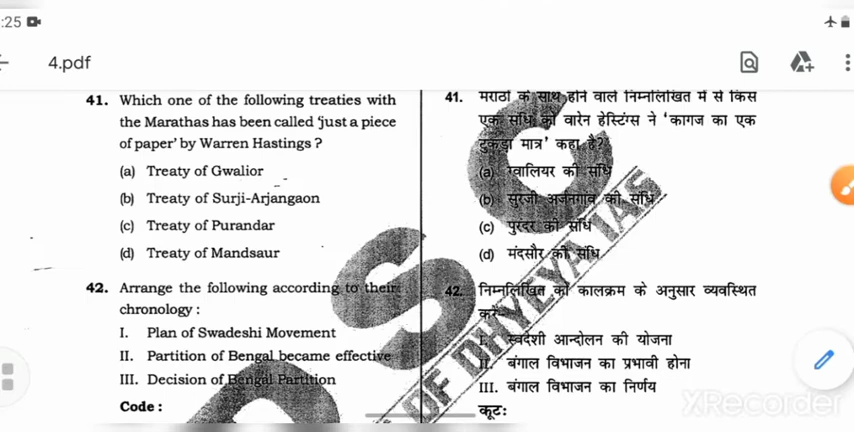 :25
4.pdf
41. Which one of the following treaties with
the Marathas has been called 'just a piece
of paper' by Warren Hastings ?
(a) Treaty of Gwalior
(b) Treaty of Surji-Arjangaon
(c) Treaty of Purandar
(d) Treaty of Mandsaur
42. Arrange the following according to their
chronology :
I. Plan of Swadeshi Movement
II. Partition of Bengal became effective
III. Decision of Bengal Partition
Code :
41. मराठों के साथ होने वाले निम्नलिखित में से किस
एक संधि को वारेन हेस्टिंग्स ने 'कागज का एक
टुकड़ा मात्र' कहा है?
(a) ग्वालियर की संधि
(b) सुरजी अर्जनगांव की संधि
(c) पुरंदर की संधि
(d) मंदसौर की संधि
42. निम्नलिखित को कालक्रम के अनुसार व्यवस्थित
करें
I. स्वदेशी आन्दोलन की योजना
II. बंगाल विभाजन का प्रभावी होना
III. बंगाल विभाजन का निर्णय
कूट:
OF DHYEYA IAS
XRecorder